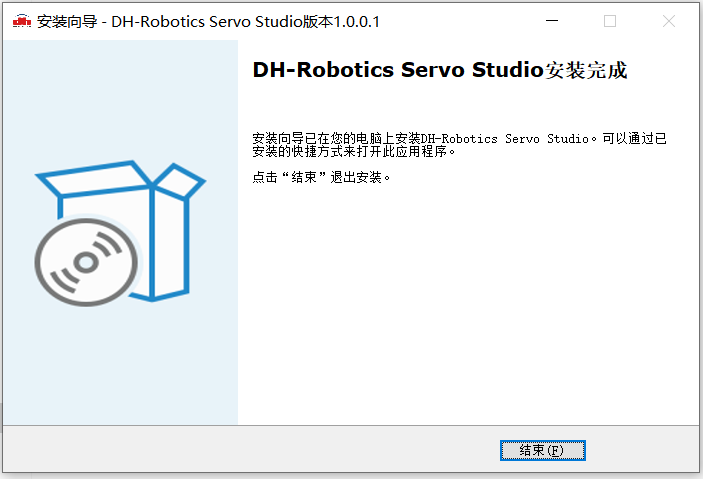 安装向导 - DH-Robotics Servo Studio版本1.0.0.1
DH-Robotics Servo Studio安装完成
安装向导已在您的电脑上安装DH-Robotics Servo Studio。可以通过已
安装的快捷方式来打开此应用程序。
点击“结束”退出安装。
结束(F)